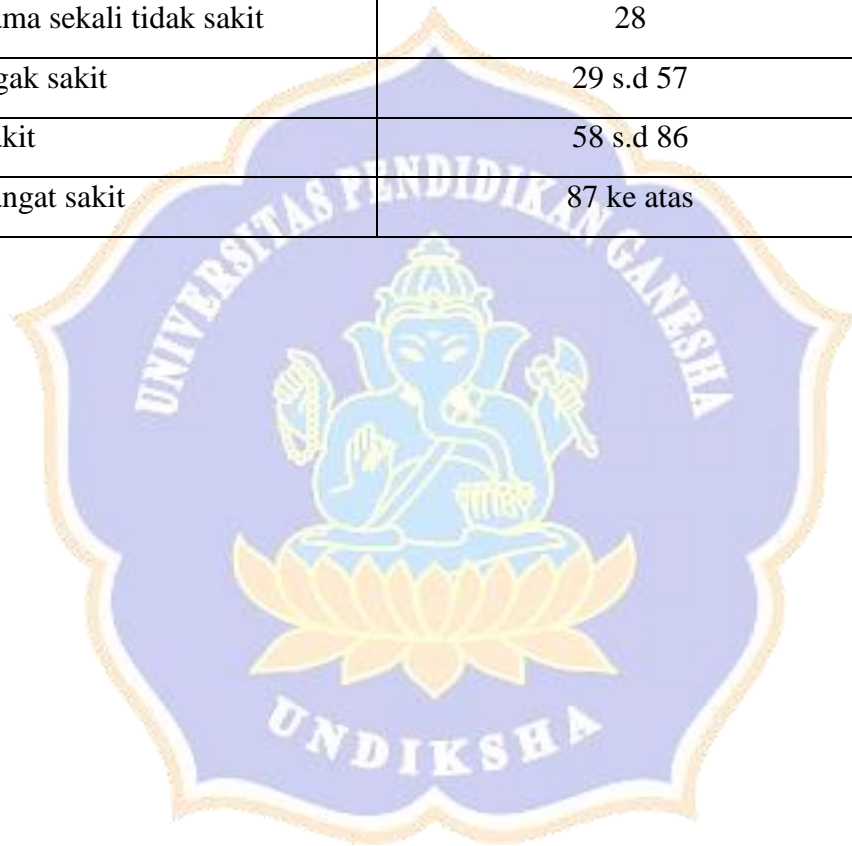 ma sekali tidak sakit 28
gak sakit 29 s.d 57
kit 58 s.d 86
ngat sakit 87 ke atas
UNIVERSITAS PENDIDIKAN GANESHA
UNDIKSHA